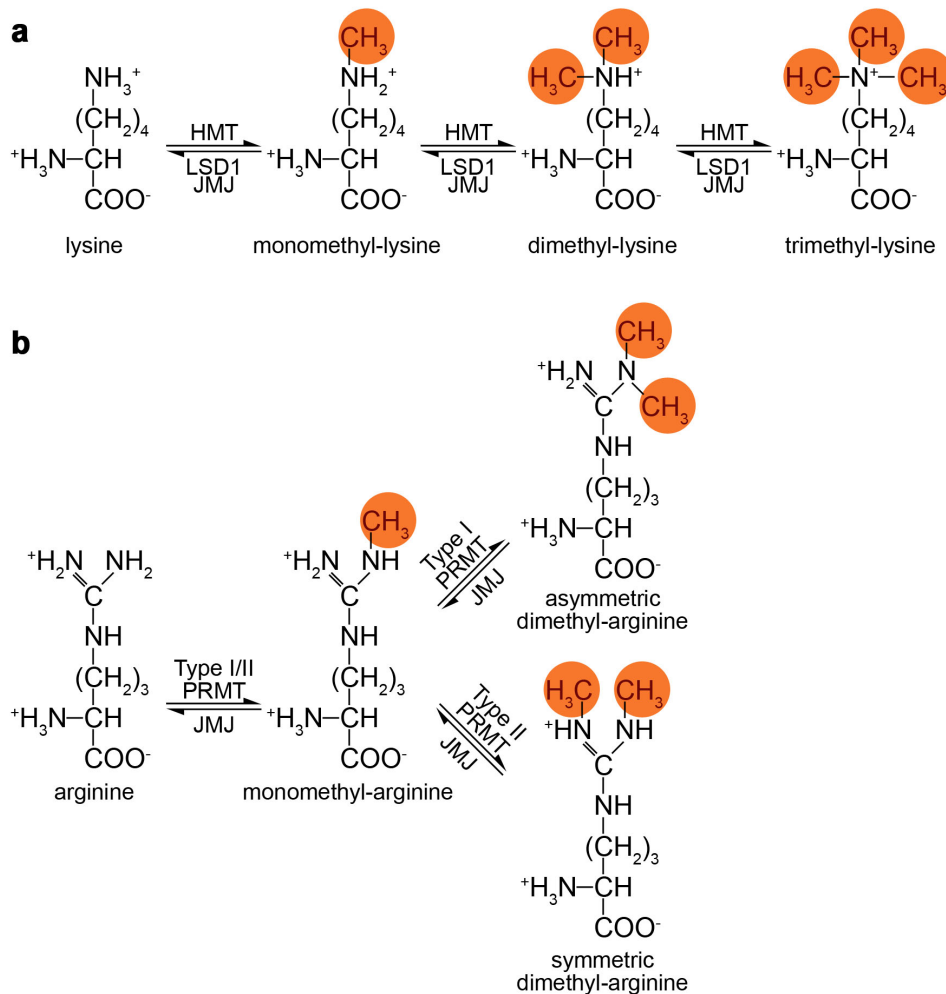 a
CH₃
NH₃⁺
(CH₂)₄
⁺H₃N–CH
COO⁻
lysine
HMT
LSD1
JMJ
NH₂⁺
(CH₂)₄
⁺H₃N–CH
COO⁻
monomethyl-lysine
HMT
LSD1
JMJ
CH₃
H₃C–NH⁺
(CH₂)₄
⁺H₃N–CH
COO⁻
dimethyl-lysine
HMT
LSD1
JMJ
CH₃
H₃C–N⁺–CH₃
(CH₂)₄
⁺H₃N–CH
COO⁻
trimethyl-lysine
b
⁺H₂N NH₂
C
NH
(CH₂)₃
⁺H₃N–CH
COO⁻
arginine
Type I/II
PRMT
JMJ
CH₃
⁺H₂N NH
C
NH
(CH₂)₃
⁺H₃N–CH
COO⁻
monomethyl-arginine
Type I
PRMT
JMJ
CH₃
⁺H₂N N
CH₃
C
NH
(CH₂)₃
⁺H₃N–CH
COO⁻
asymmetric
dimethyl-arginine
Type II
PRMT
JMJ
H₃C CH₃
⁺HN NH
C
NH
(CH₂)₃
⁺H₃N–CH
COO⁻
symmetric
dimethyl-arginine